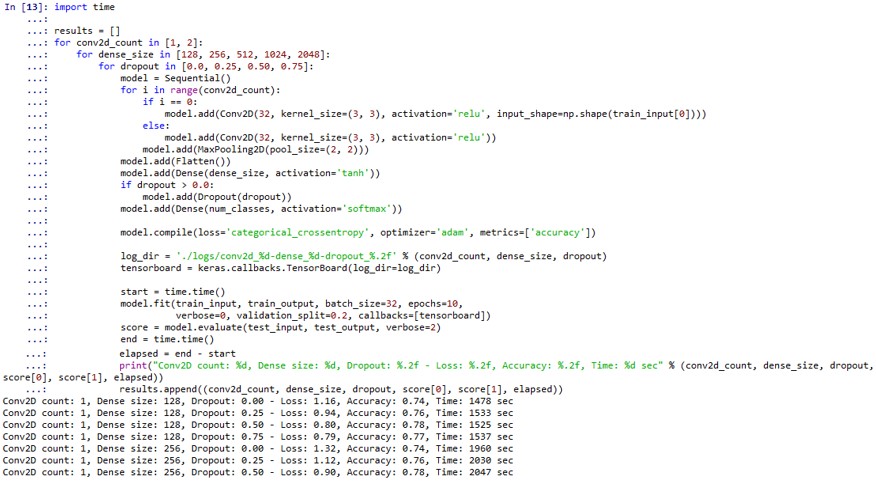 In [13]: import time
    ...:
    ...: results = []
    ...: for conv2d_count in [1, 2]:
    ...:     for dense_size in [128, 256, 512, 1024, 2048]:
    ...:         for dropout in [0.0, 0.25, 0.50, 0.75]:
    ...:             model = Sequential()
    ...:             for i in range(conv2d_count):
    ...:                 if i == 0:
    ...:                     model.add(Conv2D(32, kernel_size=(3, 3), activation='relu', input_shape=np.shape(train_input[0])))
    ...:                 else:
    ...:                     model.add(Conv2D(32, kernel_size=(3, 3), activation='relu'))
    ...:                 model.add(MaxPooling2D(pool_size=(2, 2)))
    ...:             model.add(Flatten())
    ...:             model.add(Dense(dense_size, activation='tanh'))
    ...:             if dropout > 0.0:
    ...:                 model.add(Dropout(dropout))
    ...:             model.add(Dense(num_classes, activation='softmax'))
    ...:
    ...:             model.compile(loss='categorical_crossentropy', optimizer='adam', metrics=['accuracy'])
    ...:
    ...:             log_dir = './logs/conv2d_%d-dense_%d-dropout_%.2f' % (conv2d_count, dense_size, dropout)
    ...:             tensorboard = keras.callbacks.TensorBoard(log_dir=log_dir)
    ...:
    ...:             start = time.time()
    ...:             model.fit(train_input, train_output, batch_size=32, epochs=10,
    ...:                       verbose=0, validation_split=0.2, callbacks=[tensorboard])
    ...:             score = model.evaluate(test_input, test_output, verbose=2)
    ...:             end = time.time()
    ...:             elapsed = end - start
    ...:             print("Conv2D count: %d, Dense size: %d, Dropout: %.2f - Loss: %.2f, Accuracy: %.2f, Time: %d sec" % (conv2d_count, dense_size, dropout,
score[0], score[1], elapsed))
    ...:             results.append((conv2d_count, dense_size, dropout, score[0], score[1], elapsed))
Conv2D count: 1, Dense size: 128, Dropout: 0.00 - Loss: 1.16, Accuracy: 0.74, Time: 1478 sec
Conv2D count: 1, Dense size: 128, Dropout: 0.25 - Loss: 0.94, Accuracy: 0.76, Time: 1533 sec
Conv2D count: 1, Dense size: 128, Dropout: 0.50 - Loss: 0.80, Accuracy: 0.78, Time: 1525 sec
Conv2D count: 1, Dense size: 128, Dropout: 0.75 - Loss: 0.79, Accuracy: 0.77, Time: 1537 sec
Conv2D count: 1, Dense size: 256, Dropout: 0.00 - Loss: 1.32, Accuracy: 0.74, Time: 1960 sec
Conv2D count: 1, Dense size: 256, Dropout: 0.25 - Loss: 1.12, Accuracy: 0.76, Time: 2030 sec
Conv2D count: 1, Dense size: 256, Dropout: 0.50 - Loss: 0.90, Accuracy: 0.78, Time: 2047 sec